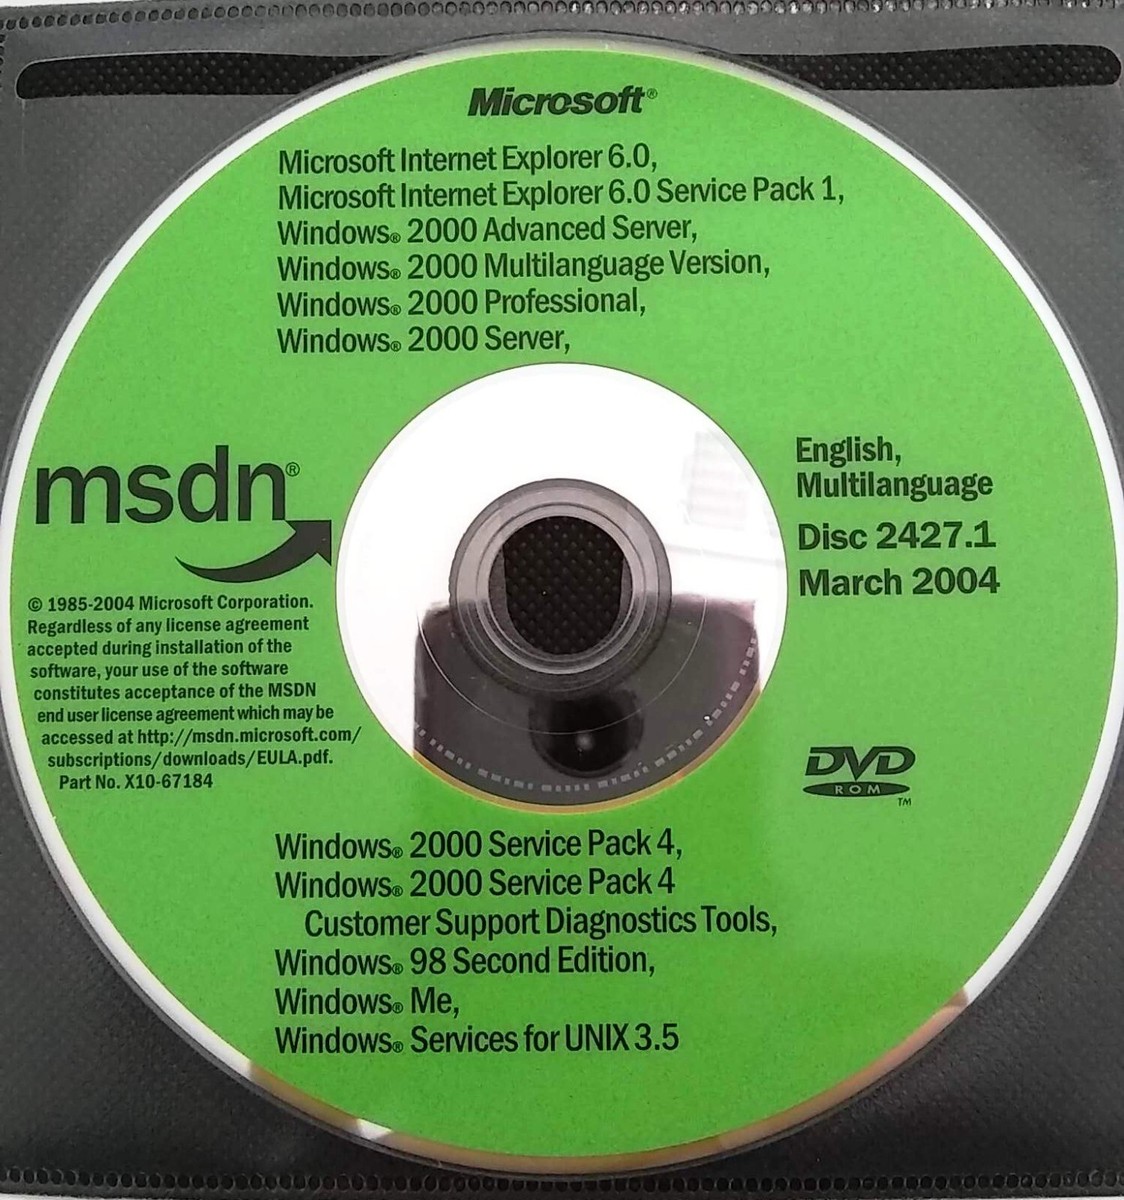 Microsoft®
Microsoft Internet Explorer 6.0,
Microsoft Internet Explorer 6.0 Service Pack 1,
Windows® 2000 Advanced Server,
Windows® 2000 Multilanguage Version,
Windows® 2000 Professional,
Windows® 2000 Server,
msdn®
English,
Multilanguage
Disc 2427.1
March 2004
© 1985-2004 Microsoft Corporation.
Regardless of any license agreement
accepted during installation of the
software, your use of the software
constitutes acceptance of the MSDN
end user license agreement which may be
accessed at http://msdn.microsoft.com/
subscriptions/downloads/EULA.pdf.
Part No. X10-67184
DVD
ROM
TM
Windows® 2000 Service Pack 4,
Windows® 2000 Service Pack 4
Customer Support Diagnostics Tools,
Windows® 98 Second Edition,
Windows® Me,
Windows® Services for UNIX 3.5